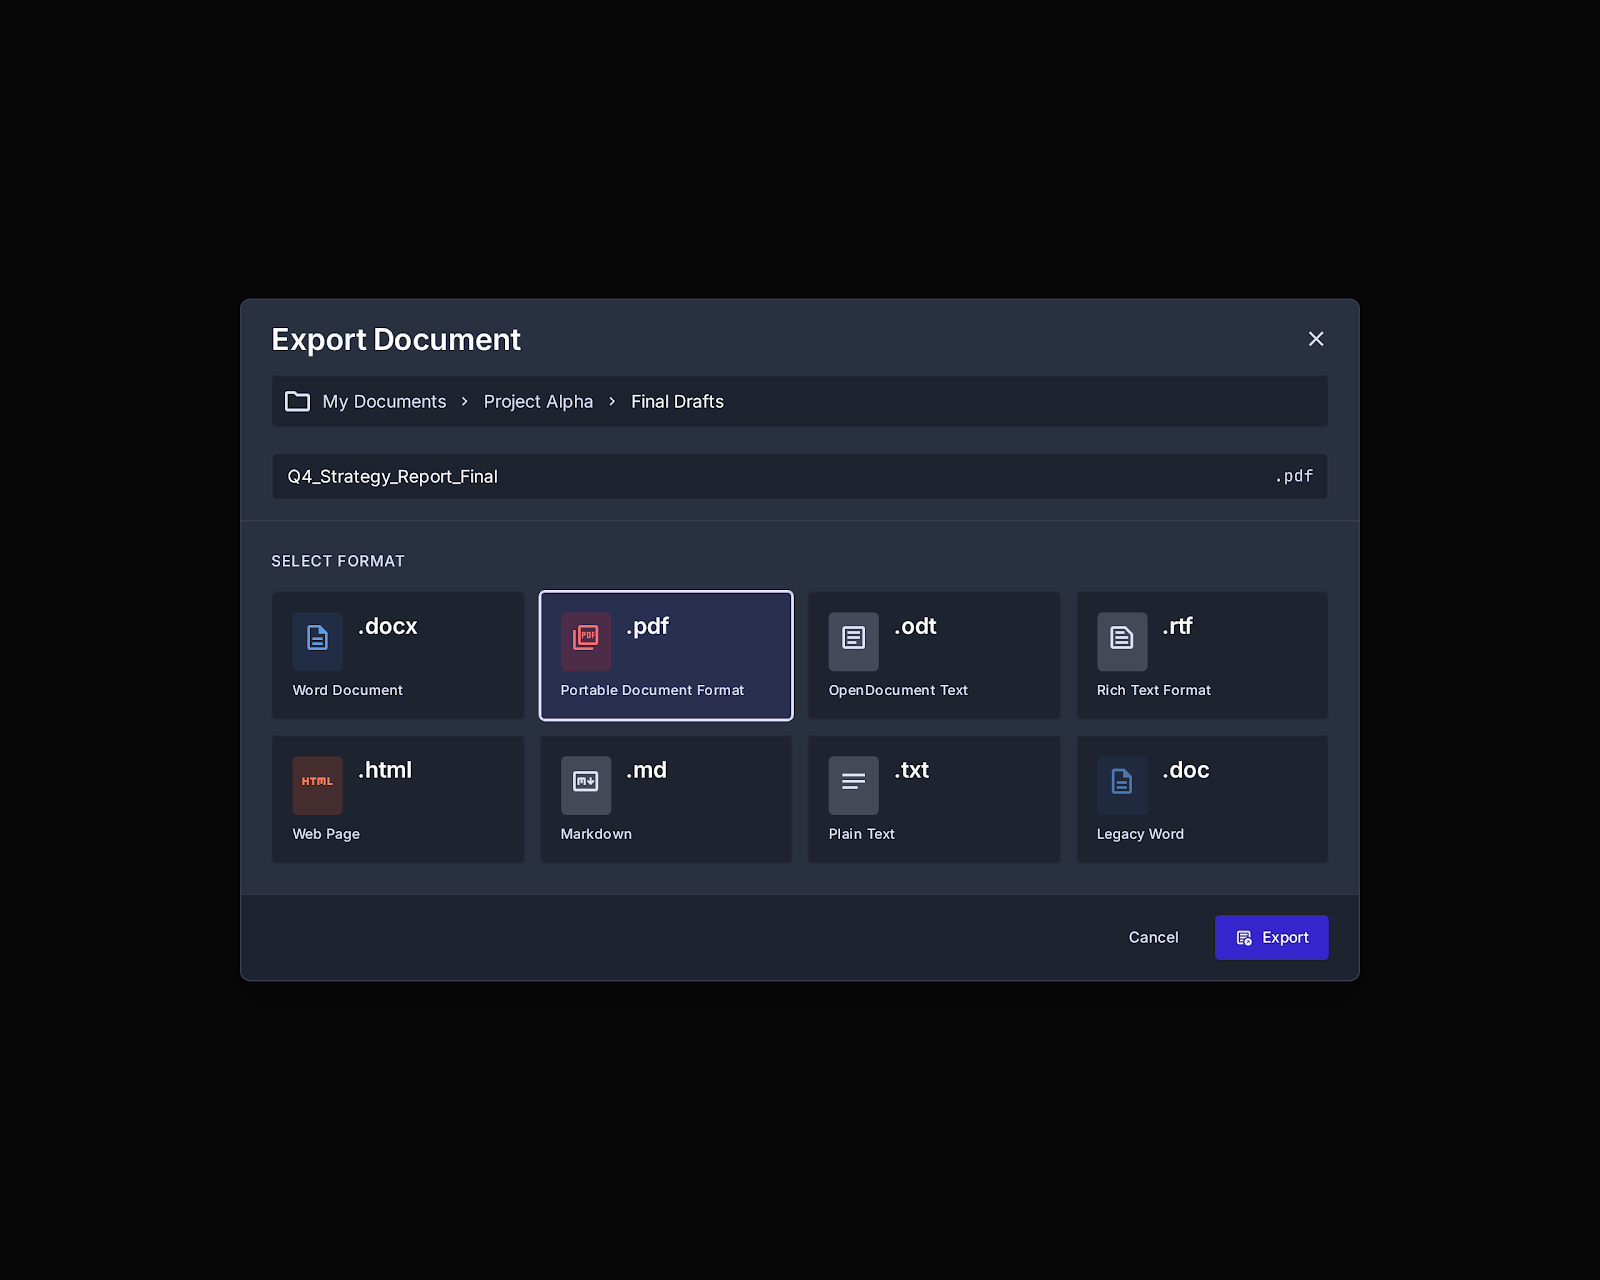 Export Document
My Documents > Project Alpha > Final Drafts
Q4_Strategy_Report_Final .pdf
SELECT FORMAT
.docx
Word Document
PDF
.pdf
Portable Document Format
.odt
OpenDocument Text
.rtf
Rich Text Format
HTML
.html
Web Page
M
.md
Markdown
.txt
Plain Text
.doc
Legacy Word
Cancel
Export